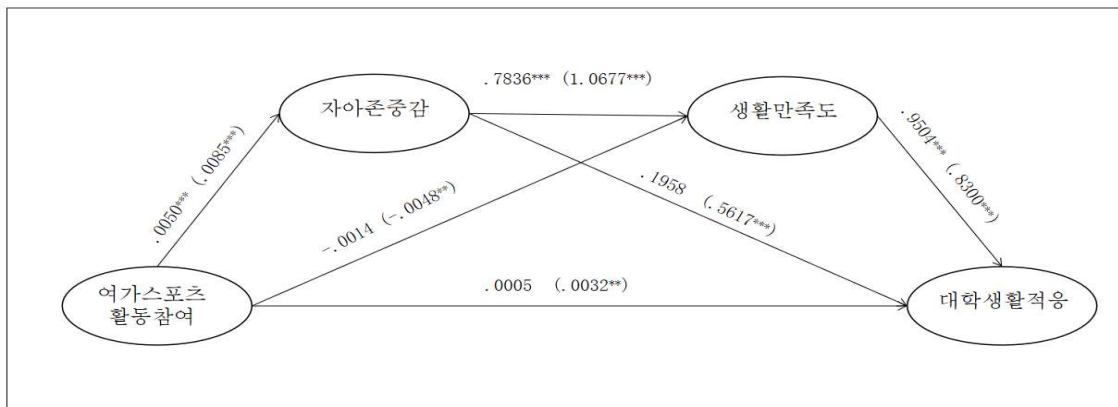 .7836*** (1.0677***)
자아존중감
생활만족도
.0050*** (.0085***)
.9504*** (.8300***)
.1958 (.5617***)
-.0014 (-.0048**)
.0005 (.0032**)
여가스포츠
활동참여
대학생활적응